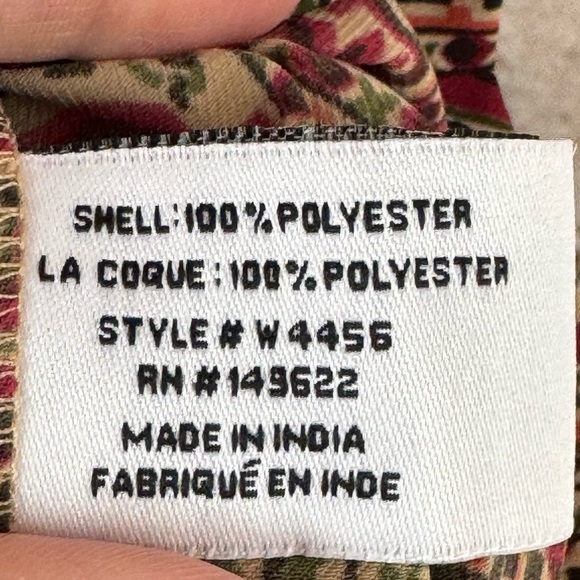 SHELL:100%POLYESTER
LA COQUE:100%POLYESTER
STYLE# W4456
RN #149622
MADE IN INDIA
FABRIQUÉ EN INDE